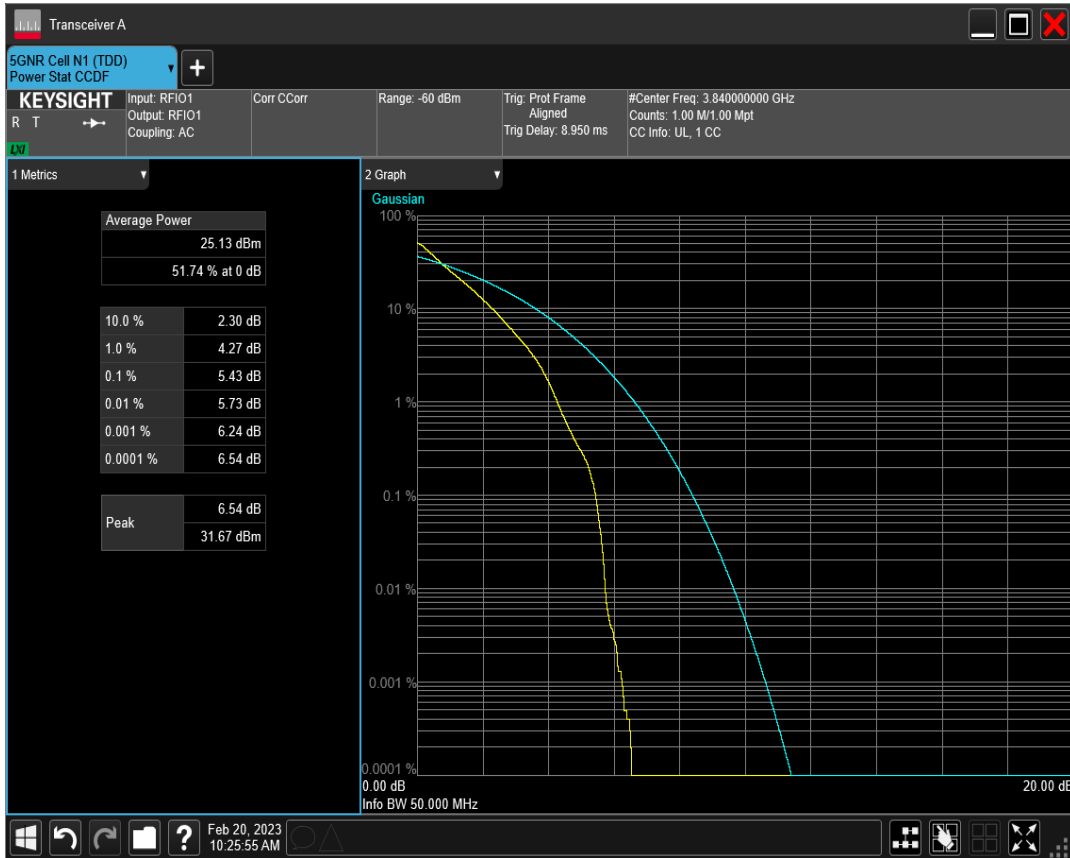 Transceiver A
5GNR Cell N1 (TDD)
Power Stat CCDF
+
KEYSIGHT
R T
LXI
Input: RFIO1
Output: RFIO1
Coupling: AC
Corr CCorr
Range: -60 dBm
Trig: Prot Frame
Aligned
Trig Delay: 8.950 ms
#Center Freq: 3.840000000 GHz
Counts: 1.00 M/1.00 Mpt
CC Info: UL, 1 CC
1 Metrics
Average Power
25.13 dBm
51.74 % at 0 dB
10.0 % 2.30 dB
1.0 % 4.27 dB
0.1 % 5.43 dB
0.01 % 5.73 dB
0.001 % 6.24 dB
0.0001 % 6.54 dB
Peak 6.54 dB
31.67 dBm
2 Graph
Gaussian
100 %
10 %
1 %
0.1 %
0.01 %
0.001 %
0.0001 %
0.00 dB 20.00 dB
Info BW 50.000 MHz
?
Feb 20, 2023
10:25:55 AM